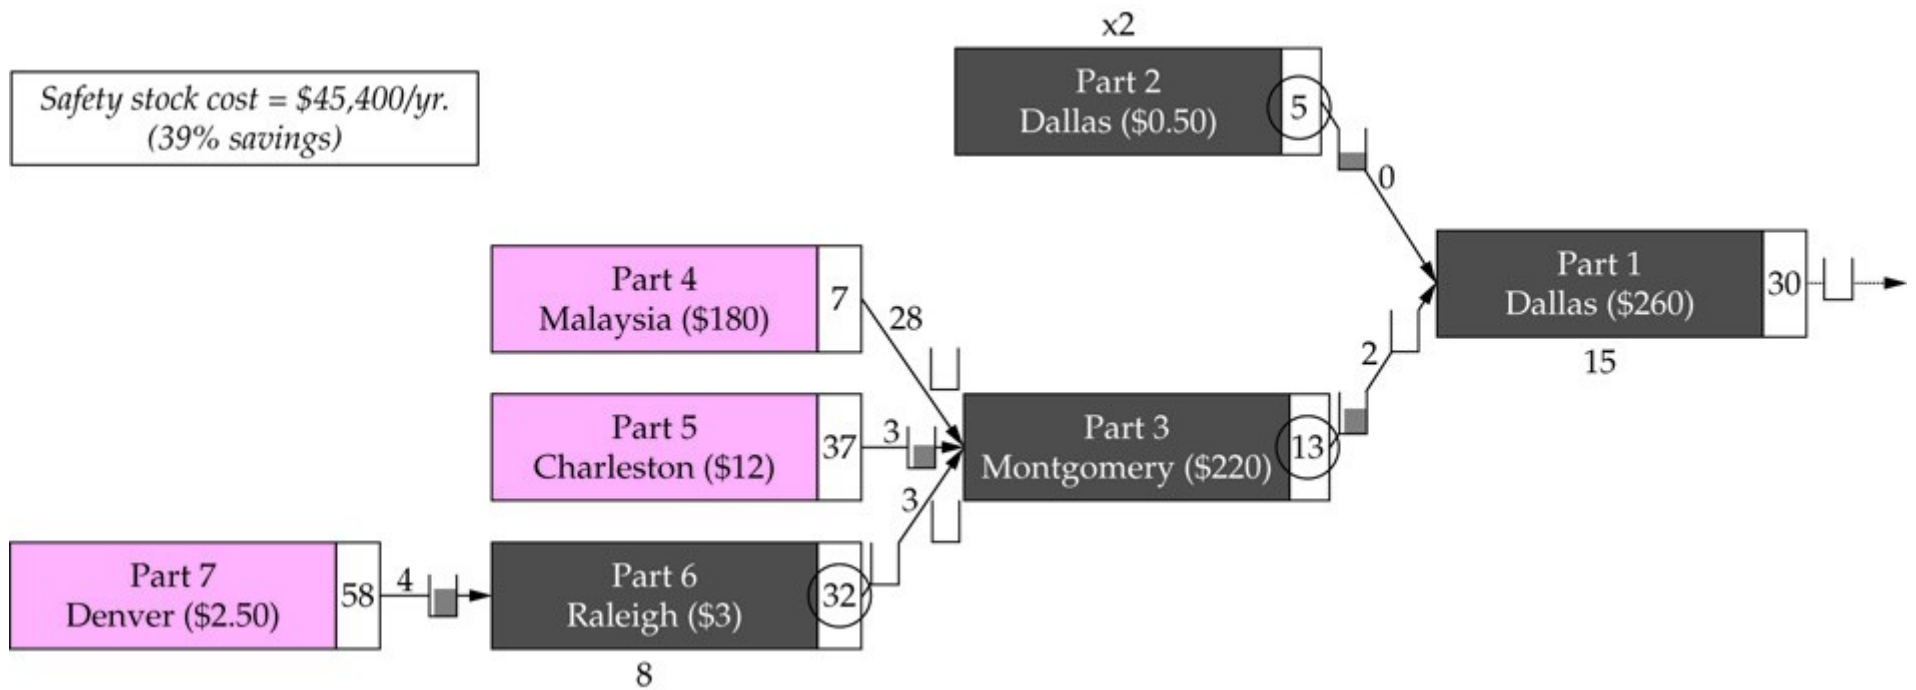 Safety stock cost = $45,400/yr.
(39% savings)
x2
Part 2
Dallas ($0.50)
5
0
Part 4
Malaysia ($180)
7
28
Part 1
Dallas ($260)
30
15
2
Part 5
Charleston ($12)
37
3
Part 3
Montgomery ($220)
13
3
Part 7
Denver ($2.50)
58
4
Part 6
Raleigh ($3)
32
8